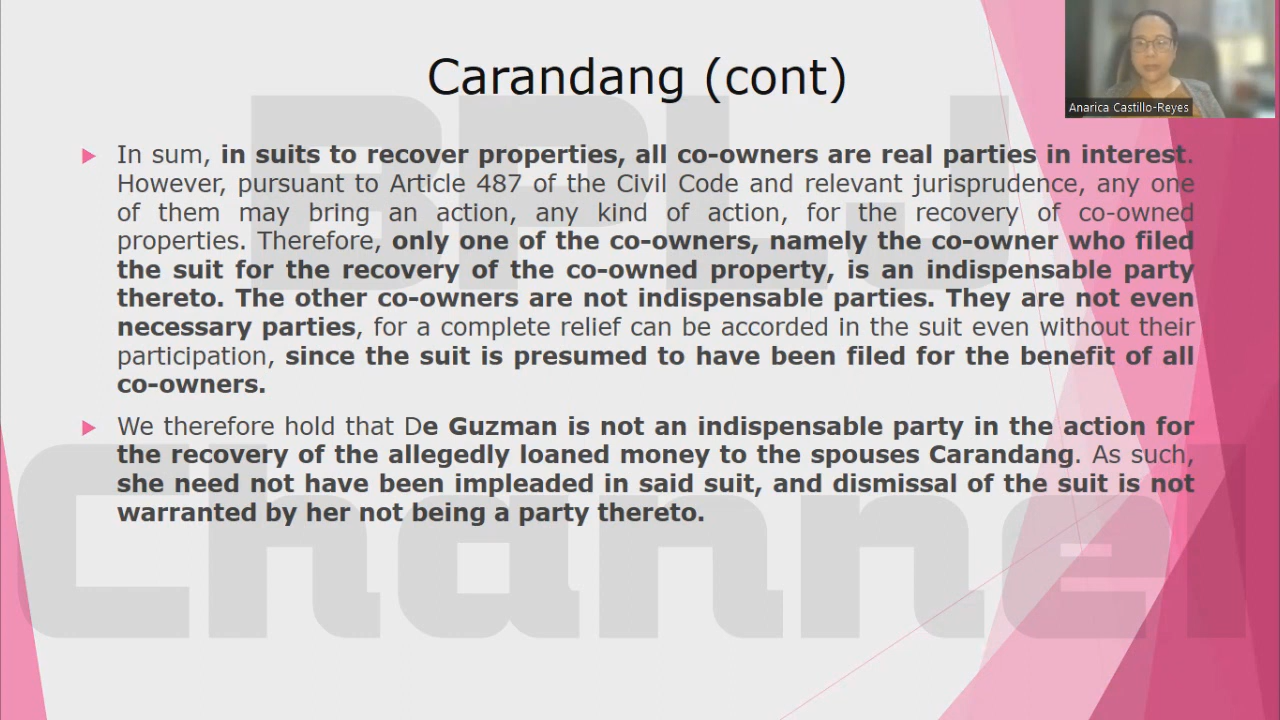 Carandang (cont)
Anarica Castillo-Reyes
In sum, in suits to recover properties, all co-owners are real parties in interest.
However, pursuant to Article 487 of the Civil Code and relevant jurisprudence, any one
of them may bring an action, any kind of action, for the recovery of co-owned
properties. Therefore, only one of the co-owners, namely the co-owner who filed
the suit for the recovery of the co-owned property, is an indispensable party
thereto. The other co-owners are not indispensable parties. They are not even
necessary parties, for a complete relief can be accorded in the suit even without their
participation, since the suit is presumed to have been filed for the benefit of all
co-owners.
We therefore hold that De Guzman is not an indispensable party in the action for
the recovery of the allegedly loaned money to the spouses Carandang. As such,
she need not have been impleaded in said suit, and dismissal of the suit is not
warranted by her not being a party thereto.
BPLJ
Channel